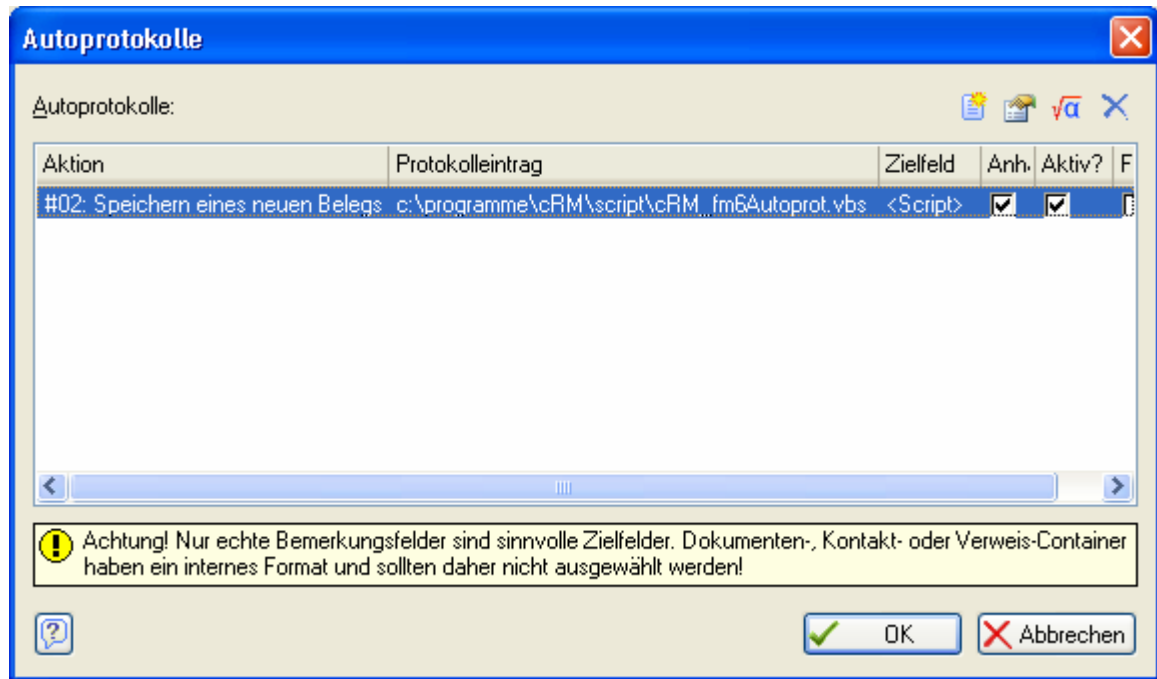 Autoprotokolle
Autoprotokolle:
√α
Aktion Protokolleintrag Zielfeld Anh. Aktiv? F
#02: Speichern eines neuen Belegs c:\programme\cRM\script\cRM_fm6Autoprot.vbs <Script>
Achtung! Nur echte Bemerkungsfelder sind sinnvolle Zielfelder. Dokumenten-, Kontakt- oder Verweis-Container
haben ein internes Format und sollten daher nicht ausgewählt werden!
OK Abbrechen